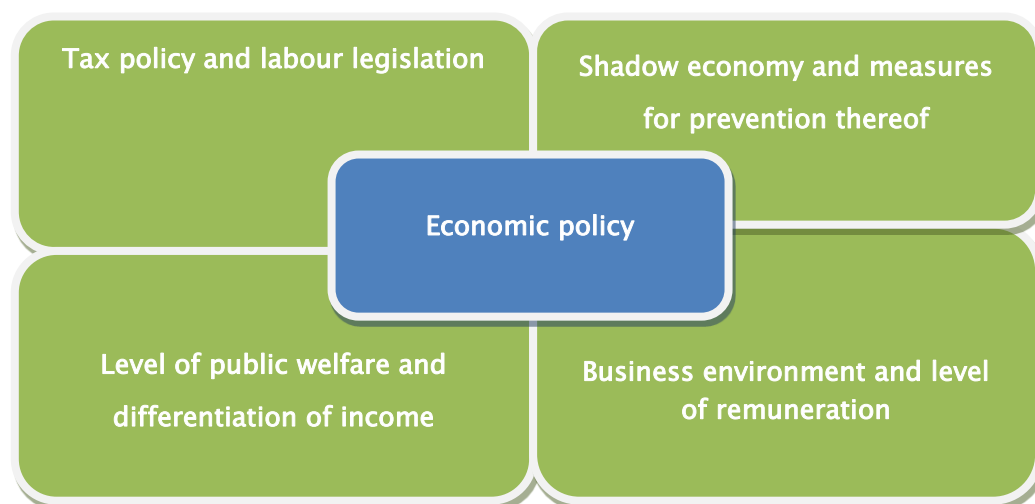 Tax policy and labour legislation
Shadow economy and measures
for prevention thereof
Economic policy
Level of public welfare and
differentiation of income
Business environment and level
of remuneration